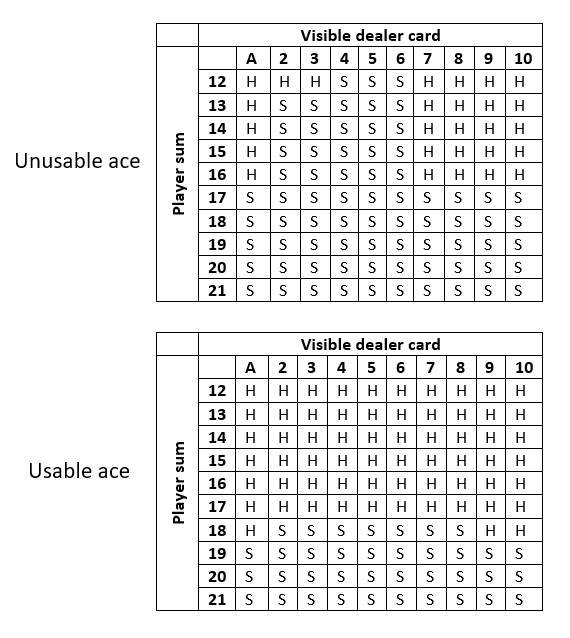 Visible dealer card
A 2 3 4 5 6 7 8 9 10
12 H H H S S S H H H H
13 H S S S S S H H H H
14 H S S S S S H H H H
Unusable ace
Player sum
15 H S S S S S H H H H
16 H S S S S S H H H H
17 S S S S S S S S S S
18 S S S S S S S S S S
19 S S S S S S S S S S
20 S S S S S S S S S S
21 S S S S S S S S S S
Visible dealer card
A 2 3 4 5 6 7 8 9 10
12 H H H H H H H H H H
13 H H H H H H H H H H
14 H H H H H H H H H H
15 H H H H H H H H H H
Usable ace
Player sum
16 H H H H H H H H H H
17 H H H H H H H H H H
18 H S S S S S S S H H
19 S S S S S S S S S S
20 S S S S S S S S S S
21 S S S S S S S S S S